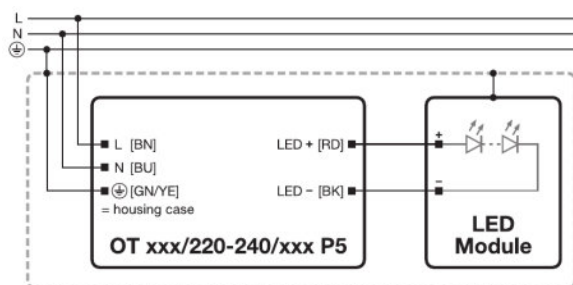 L
N
⏚
L [BN] LED + [RD] +
N [BU]
⏚ [GN/YE] LED − [BK] −
= housing case
OT xxx/220-240/xxx P5
LED
Module